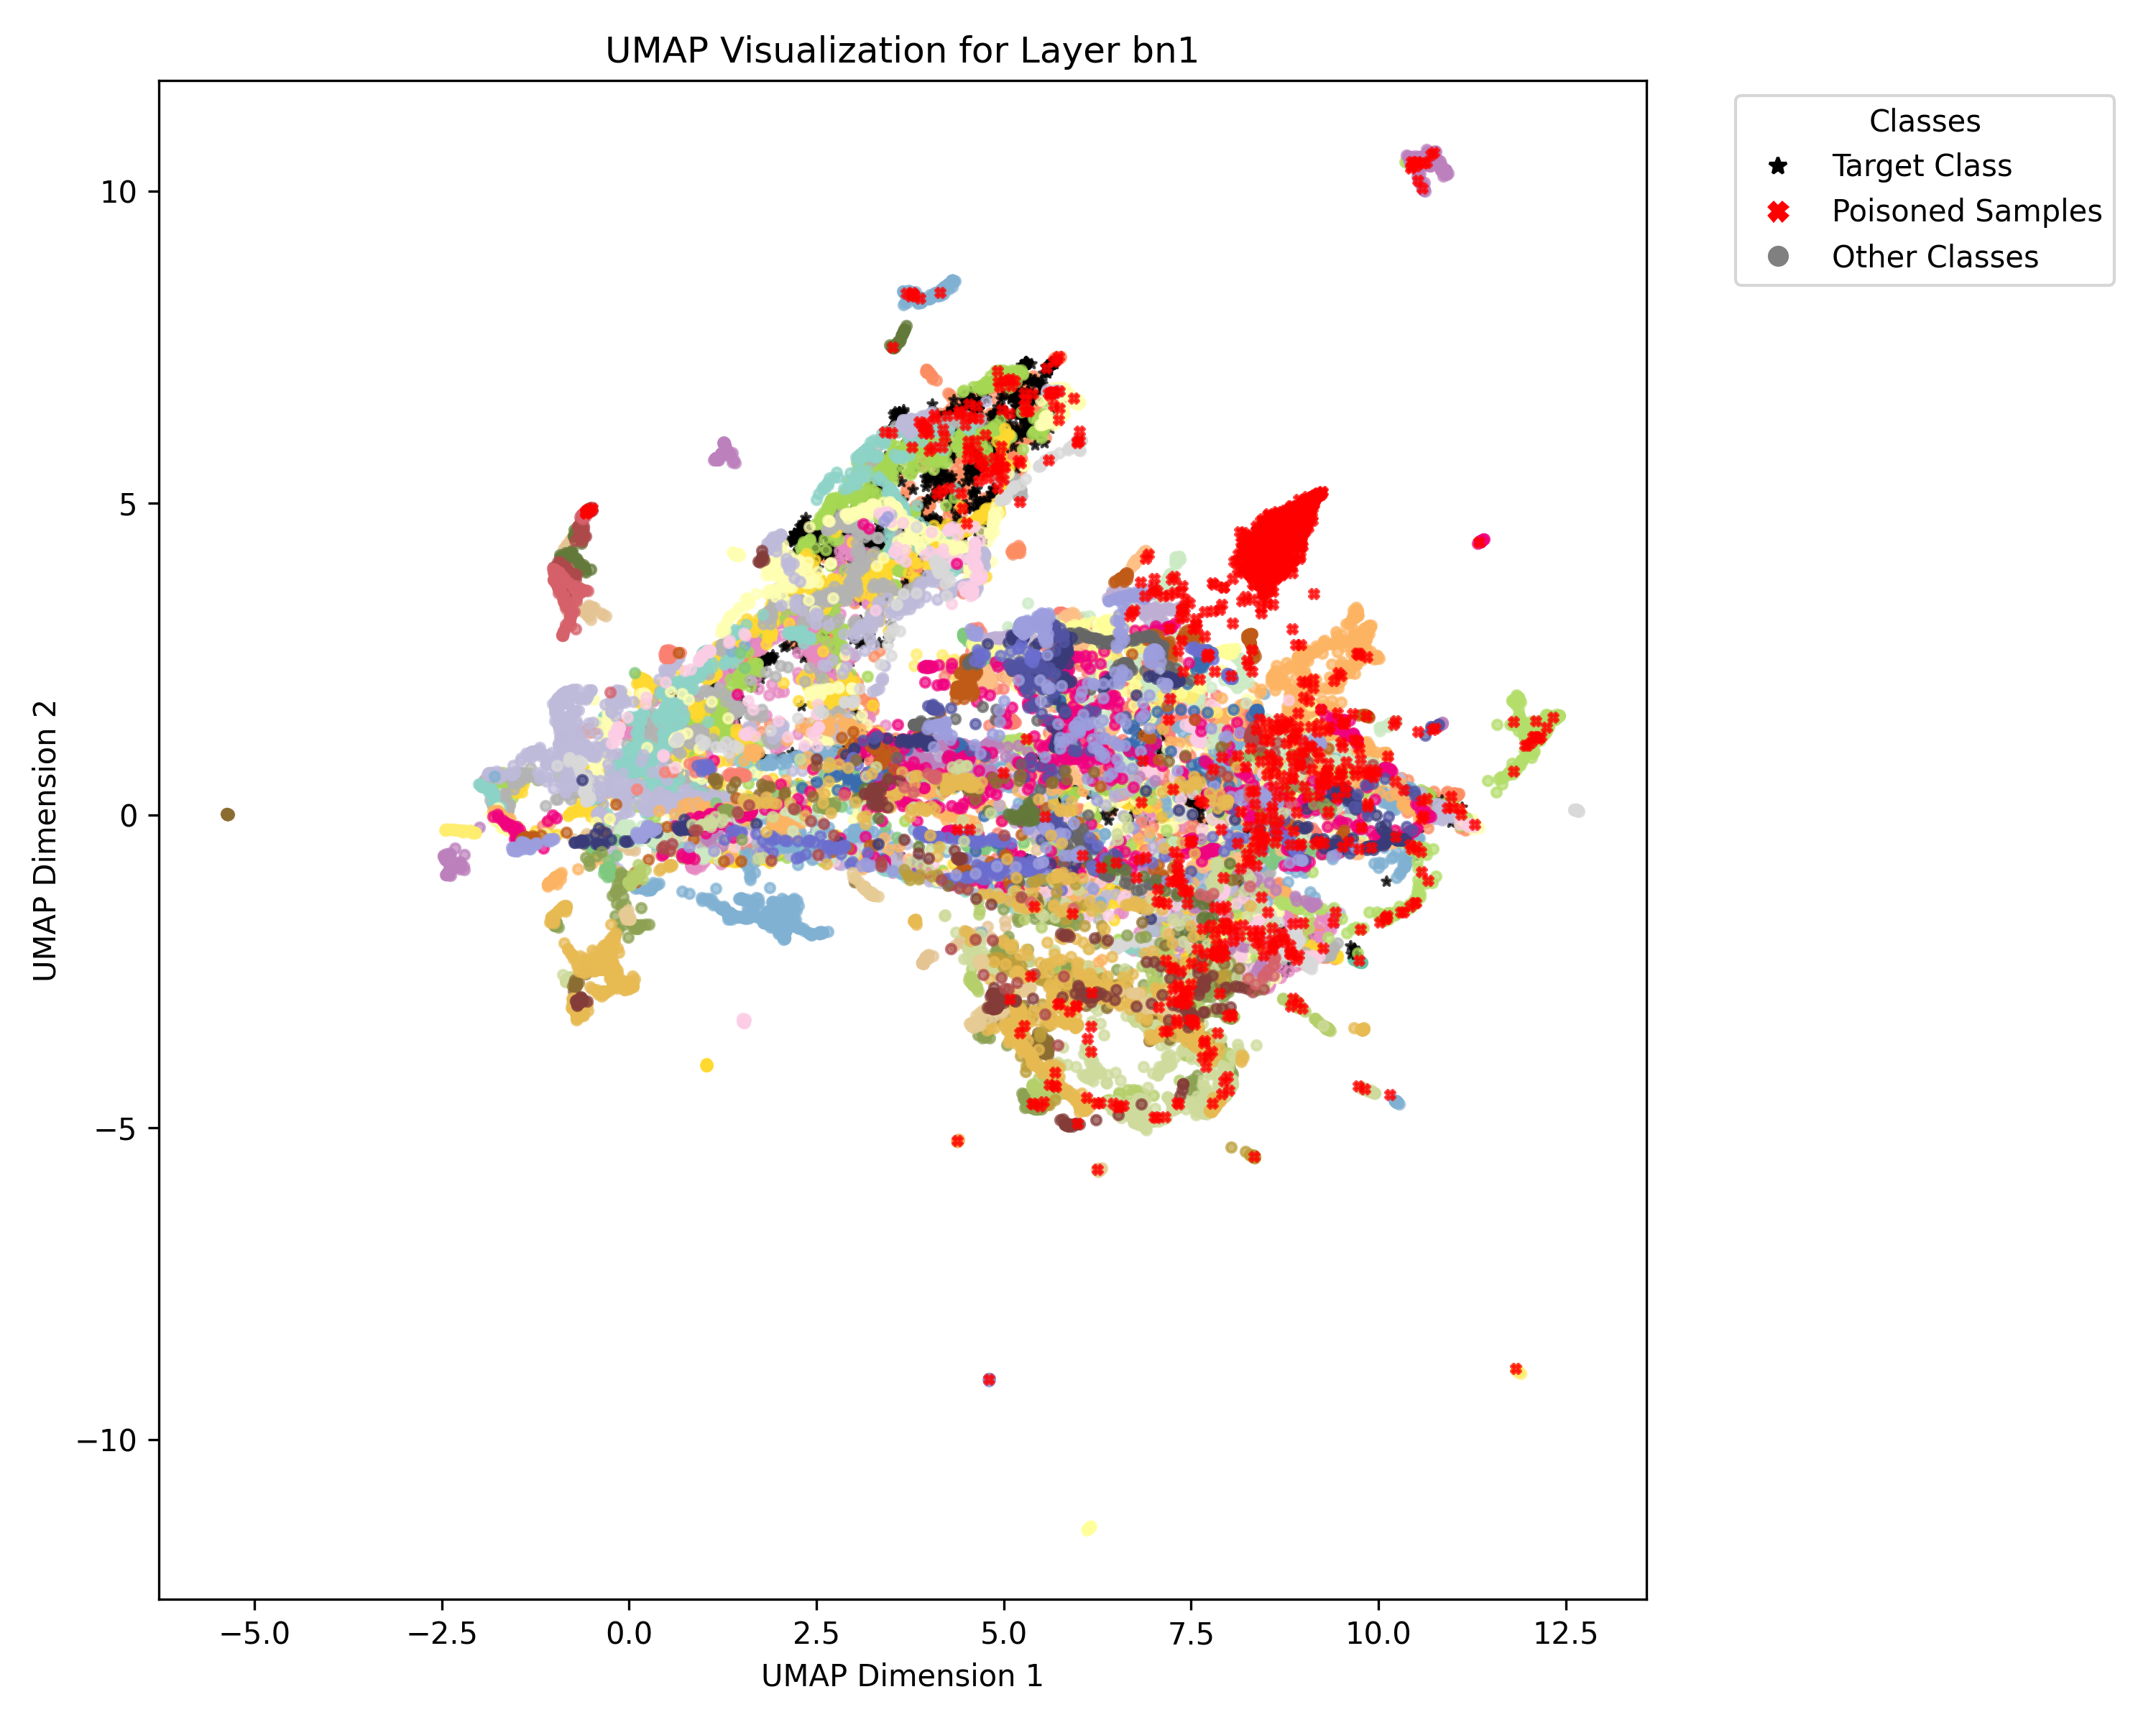 UMAP Visualization for Layer bn1
Classes
Target Class
Poisoned Samples
Other Classes
10
5
0
−5
−10
UMAP Dimension 2
−5.0 −2.5 0.0 2.5 5.0 7.5 10.0 12.5
UMAP Dimension 1